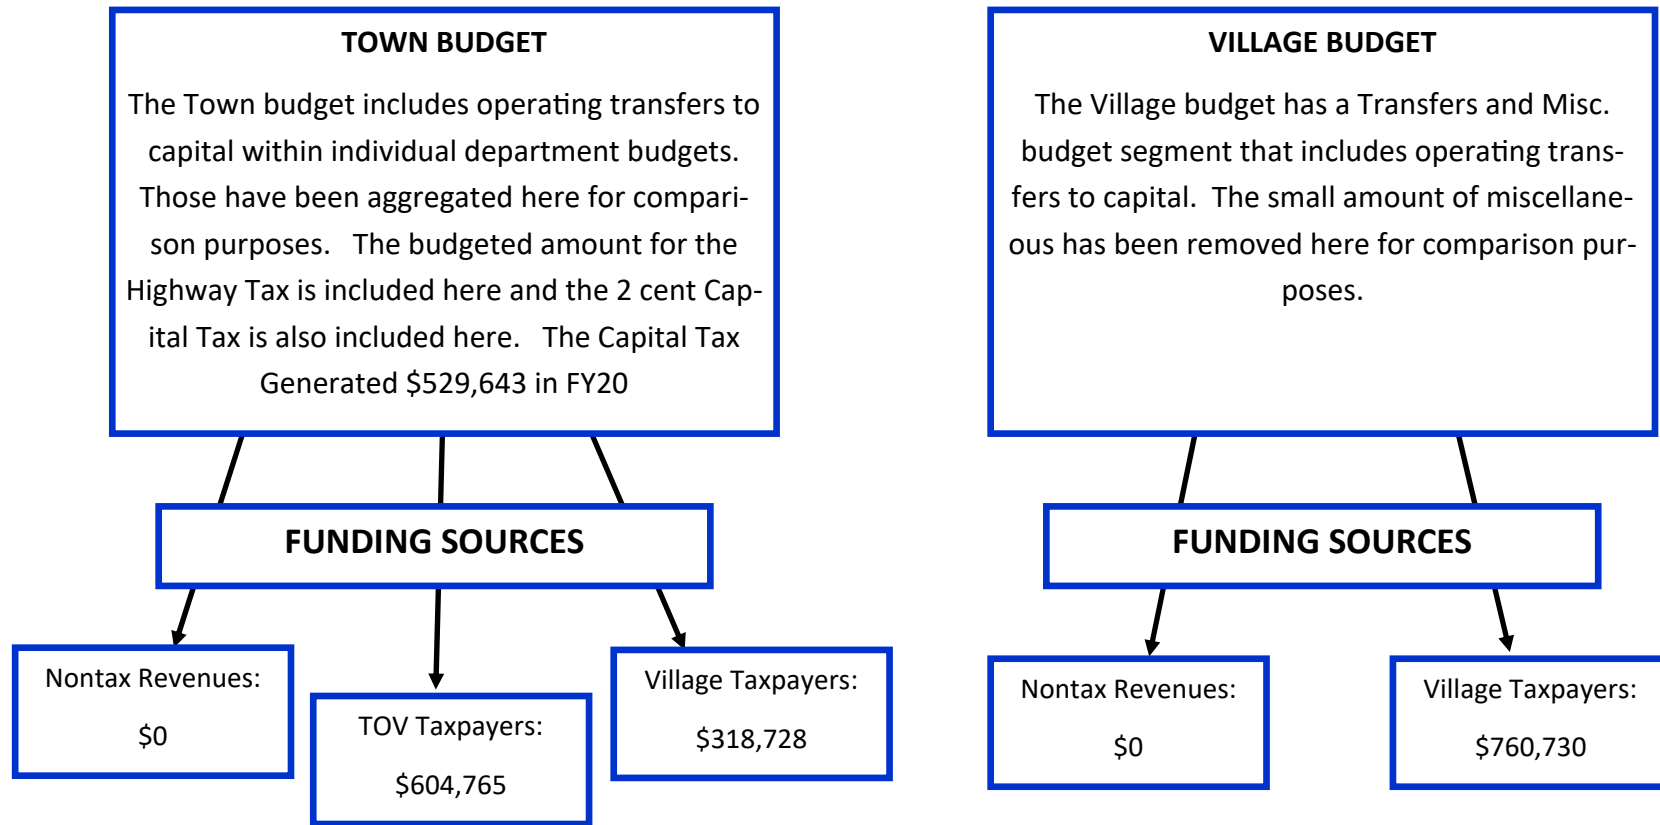 TOWN BUDGET
The Town budget includes operating transfers to
capital within individual department budgets.
Those have been aggregated here for compari-
son purposes.   The budgeted amount for the
Highway Tax is included here and the 2 cent Cap-
ital Tax is also included here.   The Capital Tax
Generated $529,643 in FY20
FUNDING SOURCES
Nontax Revenues:
$0
TOV Taxpayers:
$604,765
Village Taxpayers:
$318,728
VILLAGE BUDGET
The Village budget has a Transfers and Misc.
budget segment that includes operating trans-
fers to capital.  The small amount of miscellane-
ous has been removed here for comparison pur-
poses.
FUNDING SOURCES
Nontax Revenues:
$0
Village Taxpayers:
$760,730